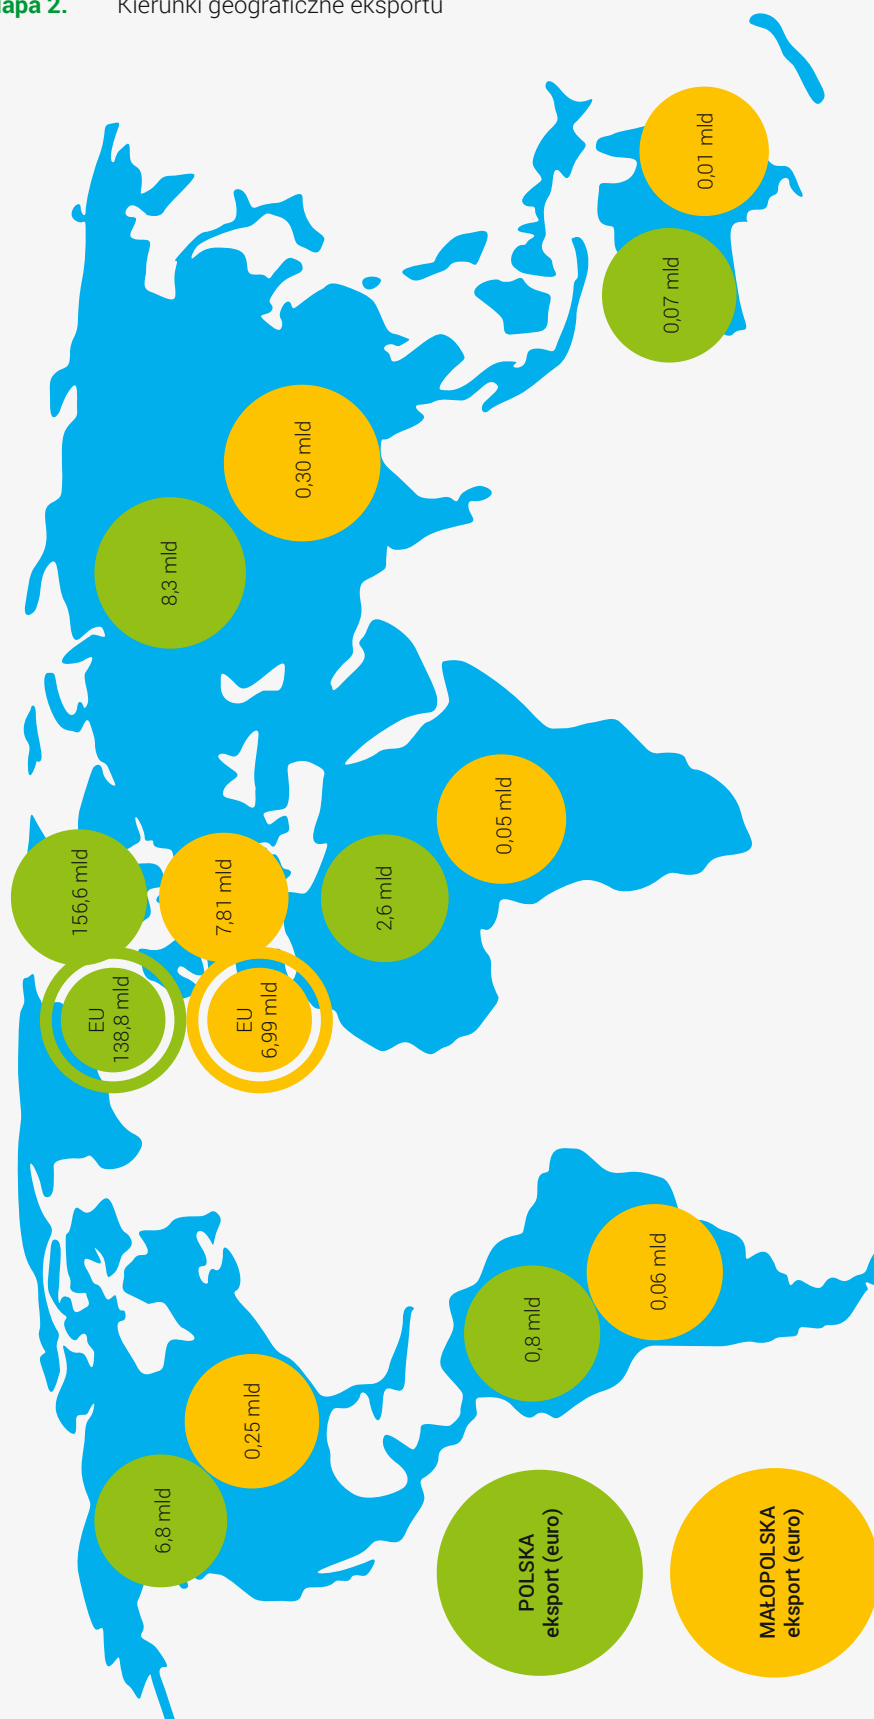 apa 2. Kierunki geograficzne eksportu
0,01 mld
0,07 mld
0,30 mld
8,3 mld
156,6 mld
7,81 mld
0,05 mld
2,6 mld
EU
138,8 mld
EU
6,99 mld
0,8 mld
0,06 mld
0,25 mld
6,8 mld
POLSKA
eksport (euro)
MAŁOPOLSKA
eksport (euro)